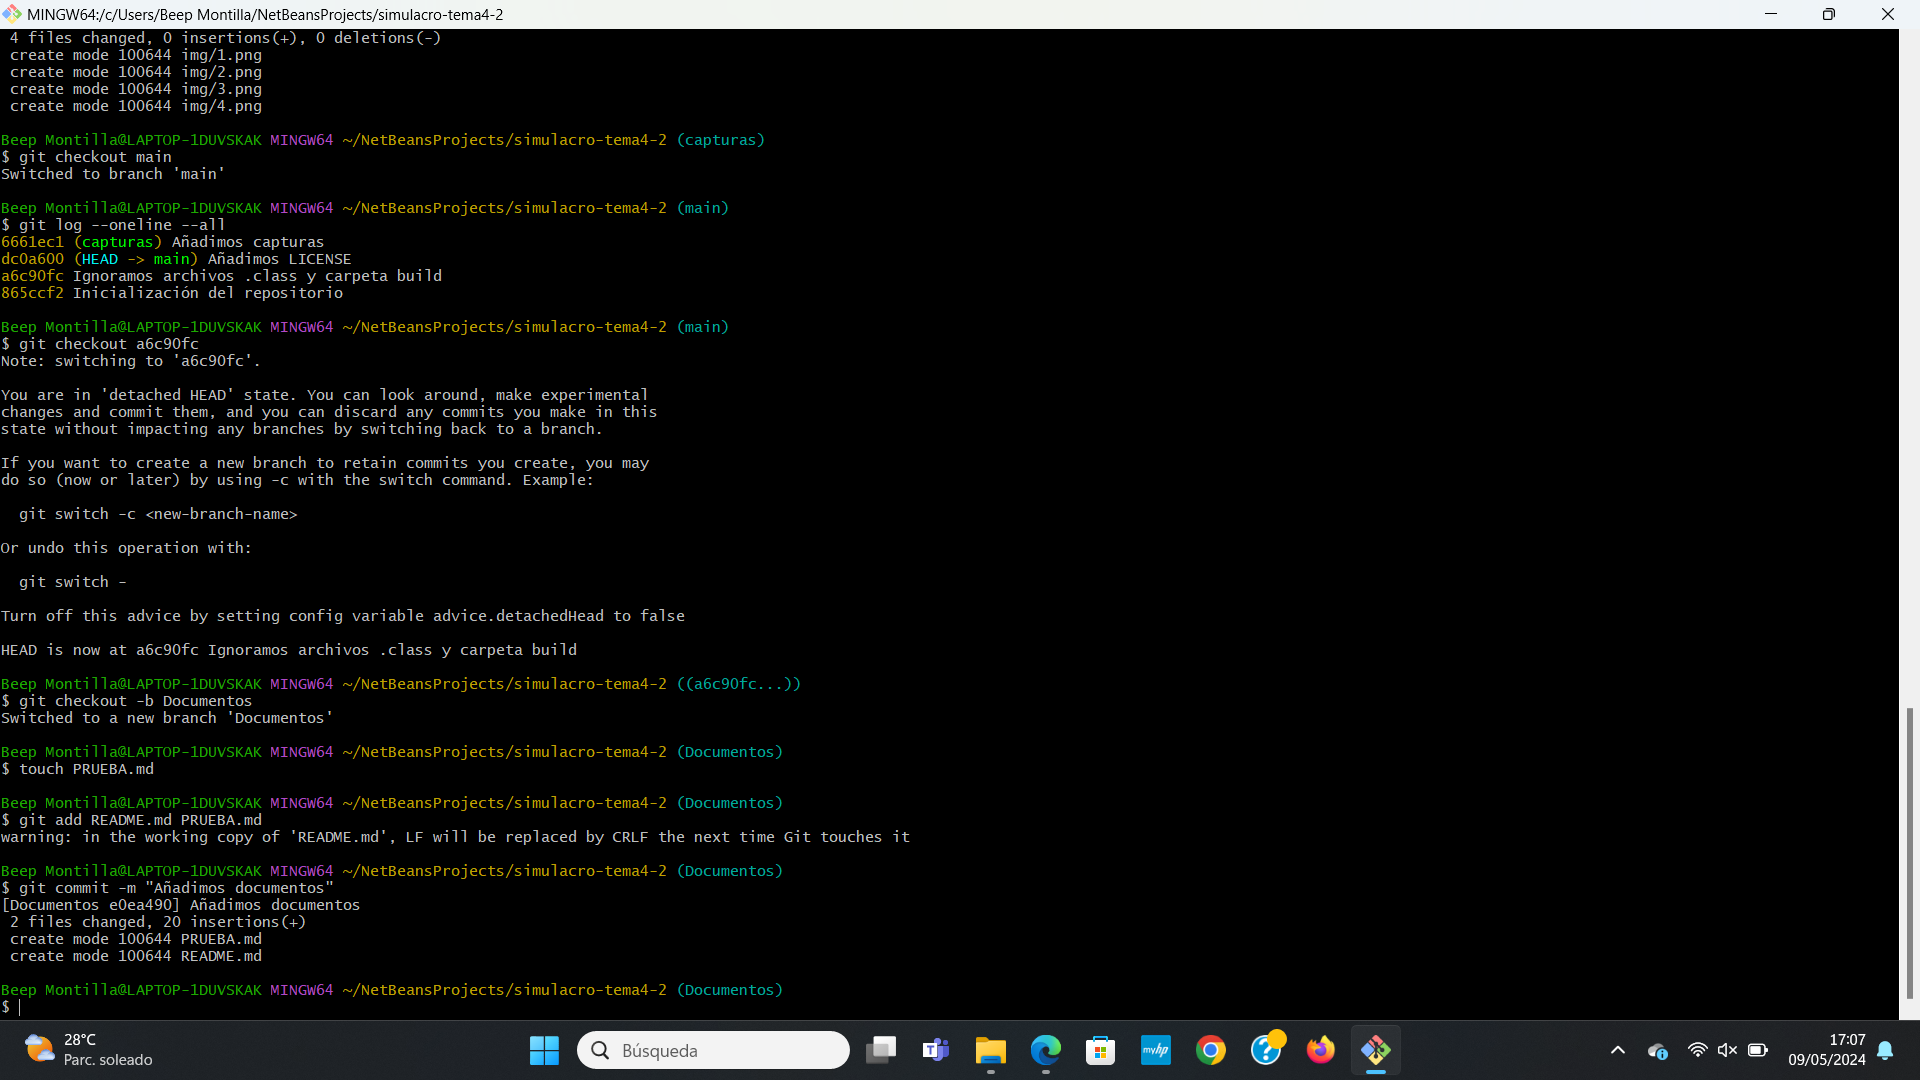 MINGW64:/c/Users/Beep Montilla/NetBeansProjects/simulacro-tema4-2
4 files changed, 0 insertions(+), 0 deletions(-)
create mode 100644 img/1.png
create mode 100644 img/2.png
create mode 100644 img/3.png
create mode 100644 img/4.png
Beep Montilla@LAPTOP-1DUVSKAK MINGW64 ~/NetBeansProjects/simulacro-tema4-2 (capturas)
$ git checkout main
Switched to branch 'main'
Beep Montilla@LAPTOP-1DUVSKAK MINGW64 ~/NetBeansProjects/simulacro-tema4-2 (main)
$ git log --oneline --all
6661ec1 (capturas) Añadimos capturas
dc0a600 (HEAD -> main) Añadimos LICENSE
a6c90fc Ignoramos archivos .class y carpeta build
865ccf2 Inicialización del repositorio
Beep Montilla@LAPTOP-1DUVSKAK MINGW64 ~/NetBeansProjects/simulacro-tema4-2 (main)
$ git checkout a6c90fc
Note: switching to 'a6c90fc'.
You are in 'detached HEAD' state. You can look around, make experimental
changes and commit them, and you can discard any commits you make in this
state without impacting any branches by switching back to a branch.
If you want to create a new branch to retain commits you create, you may
do so (now or later) by using -c with the switch command. Example:
git switch -c <new-branch-name>
Or undo this operation with:
git switch -
Turn off this advice by setting config variable advice.detachedHead to false
HEAD is now at a6c90fc Ignoramos archivos .class y carpeta build
Beep Montilla@LAPTOP-1DUVSKAK MINGW64 ~/NetBeansProjects/simulacro-tema4-2 ((a6c90fc...))
$ git checkout -b Documentos
Switched to a new branch 'Documentos'
Beep Montilla@LAPTOP-1DUVSKAK MINGW64 ~/NetBeansProjects/simulacro-tema4-2 (Documentos)
$ touch PRUEBA.md
Beep Montilla@LAPTOP-1DUVSKAK MINGW64 ~/NetBeansProjects/simulacro-tema4-2 (Documentos)
$ git add README.md PRUEBA.md
warning: in the working copy of 'README.md', LF will be replaced by CRLF the next time Git touches it
Beep Montilla@LAPTOP-1DUVSKAK MINGW64 ~/NetBeansProjects/simulacro-tema4-2 (Documentos)
$ git commit -m "Añadimos documentos"
[Documentos e0ea490] Añadimos documentos
2 files changed, 20 insertions(+)
create mode 100644 PRUEBA.md
create mode 100644 README.md
Beep Montilla@LAPTOP-1DUVSKAK MINGW64 ~/NetBeansProjects/simulacro-tema4-2 (Documentos)
$
28°C
Parc. soleado
Búsqueda
T
myhp
?
17:07
09/05/2024